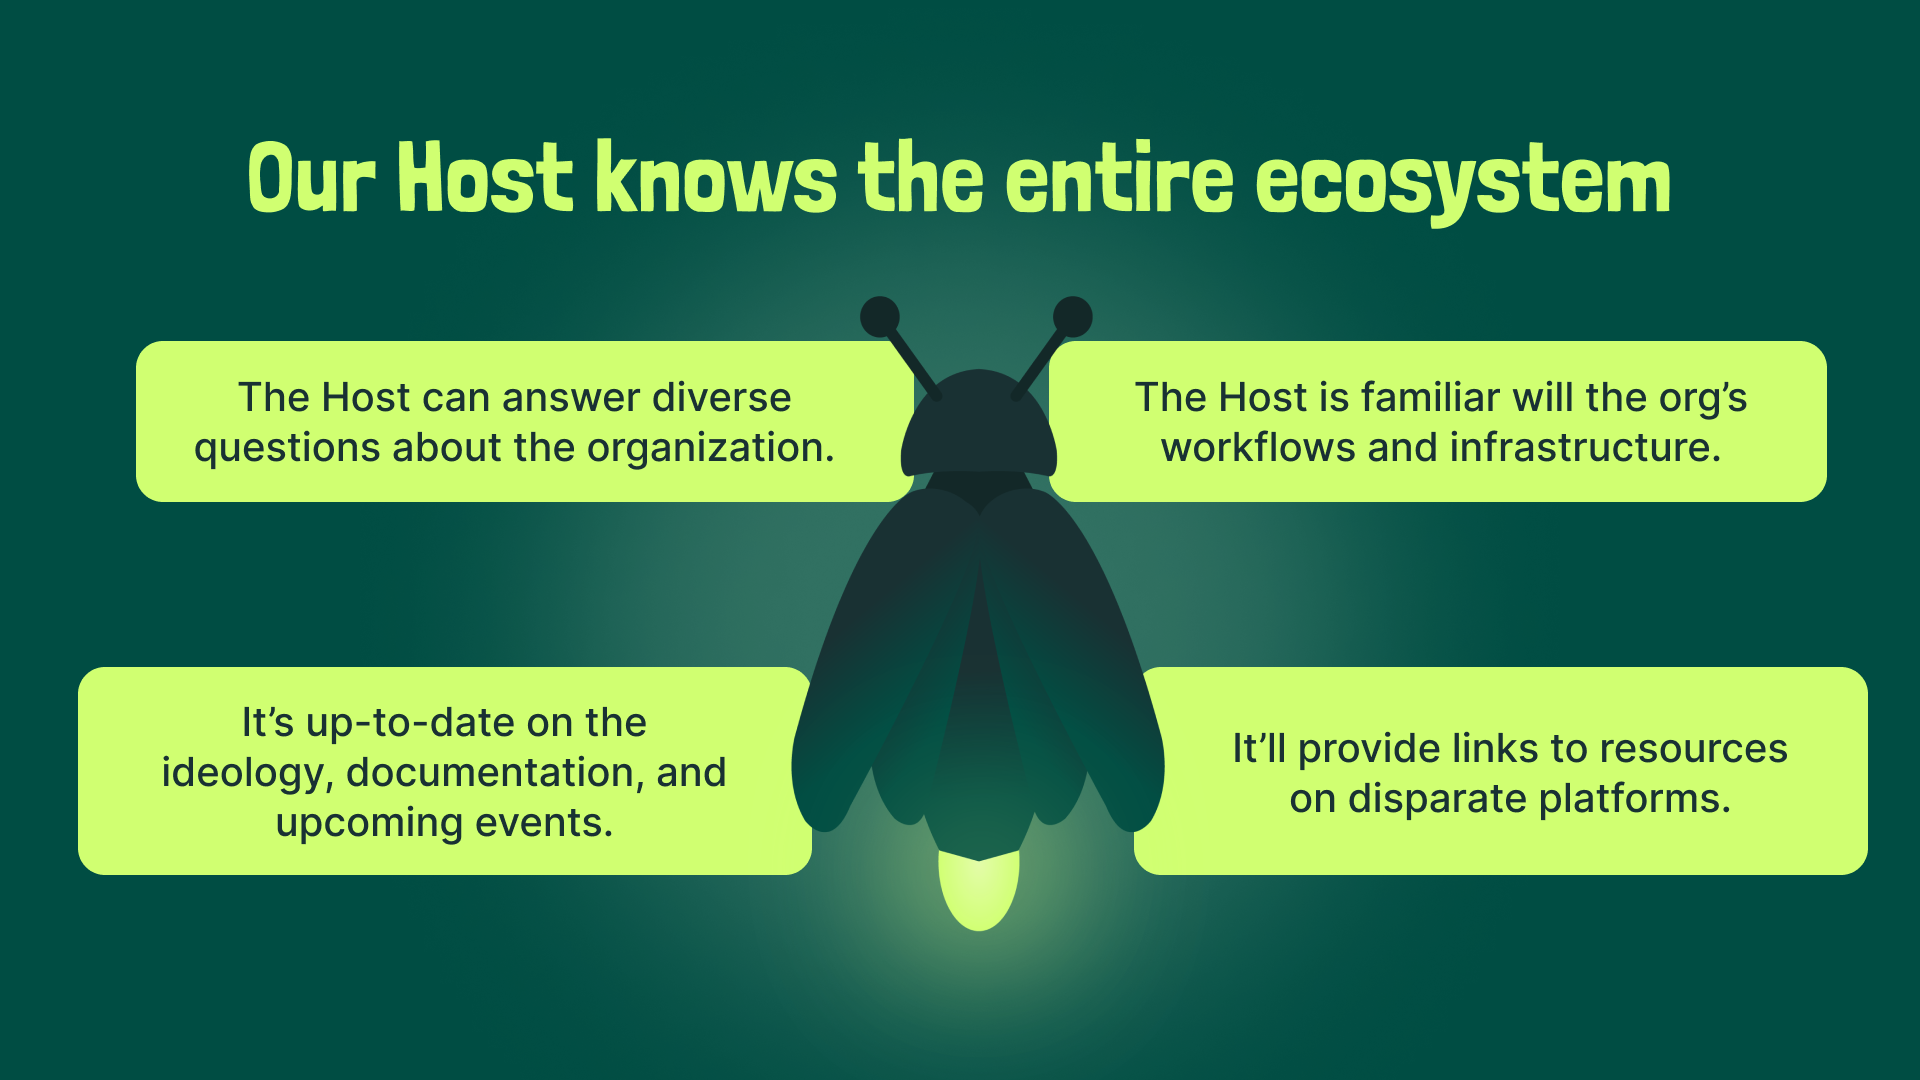 Our Host knows the entire ecosystem
The Host can answer diverse
questions about the organization.
The Host is familiar will the org’s
workflows and infrastructure.
It’s up-to-date on the
ideology, documentation, and
upcoming events.
It’ll provide links to resources
on disparate platforms.